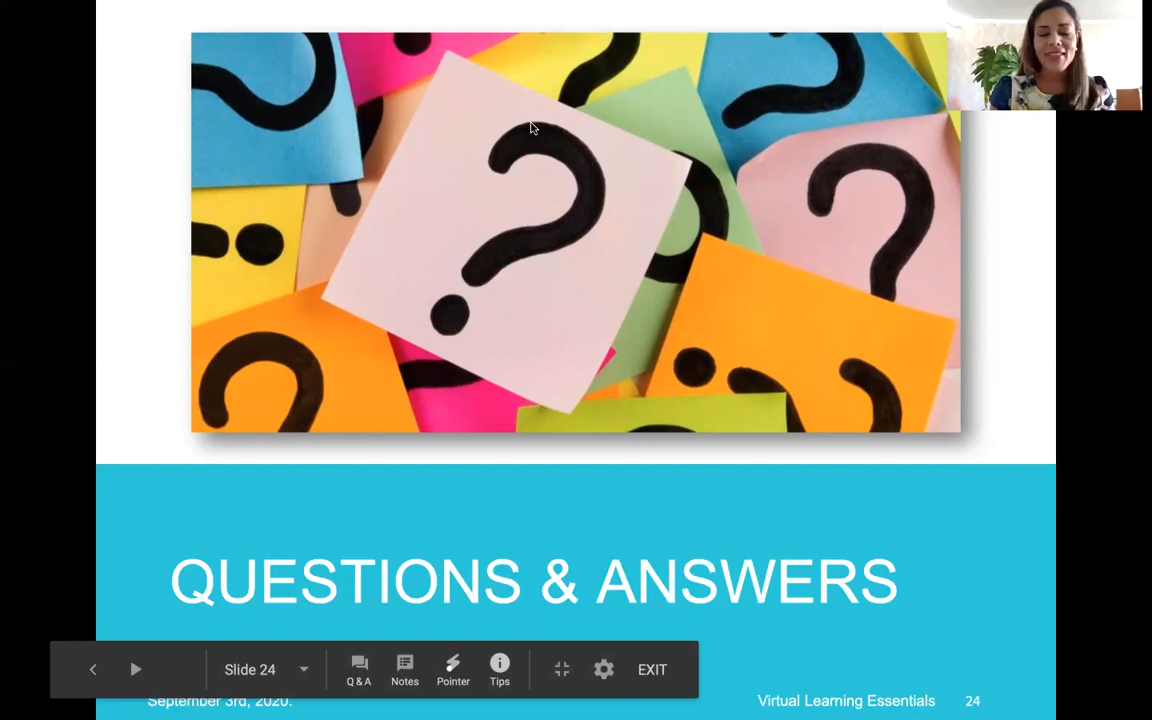 ? ? ? ? ? ? ? ?
QUESTIONS & ANSWERS
Slide 24
Q & A
Notes
Pointer
Tips
EXIT
September 3rd, 2020.
Virtual Learning Essentials
24